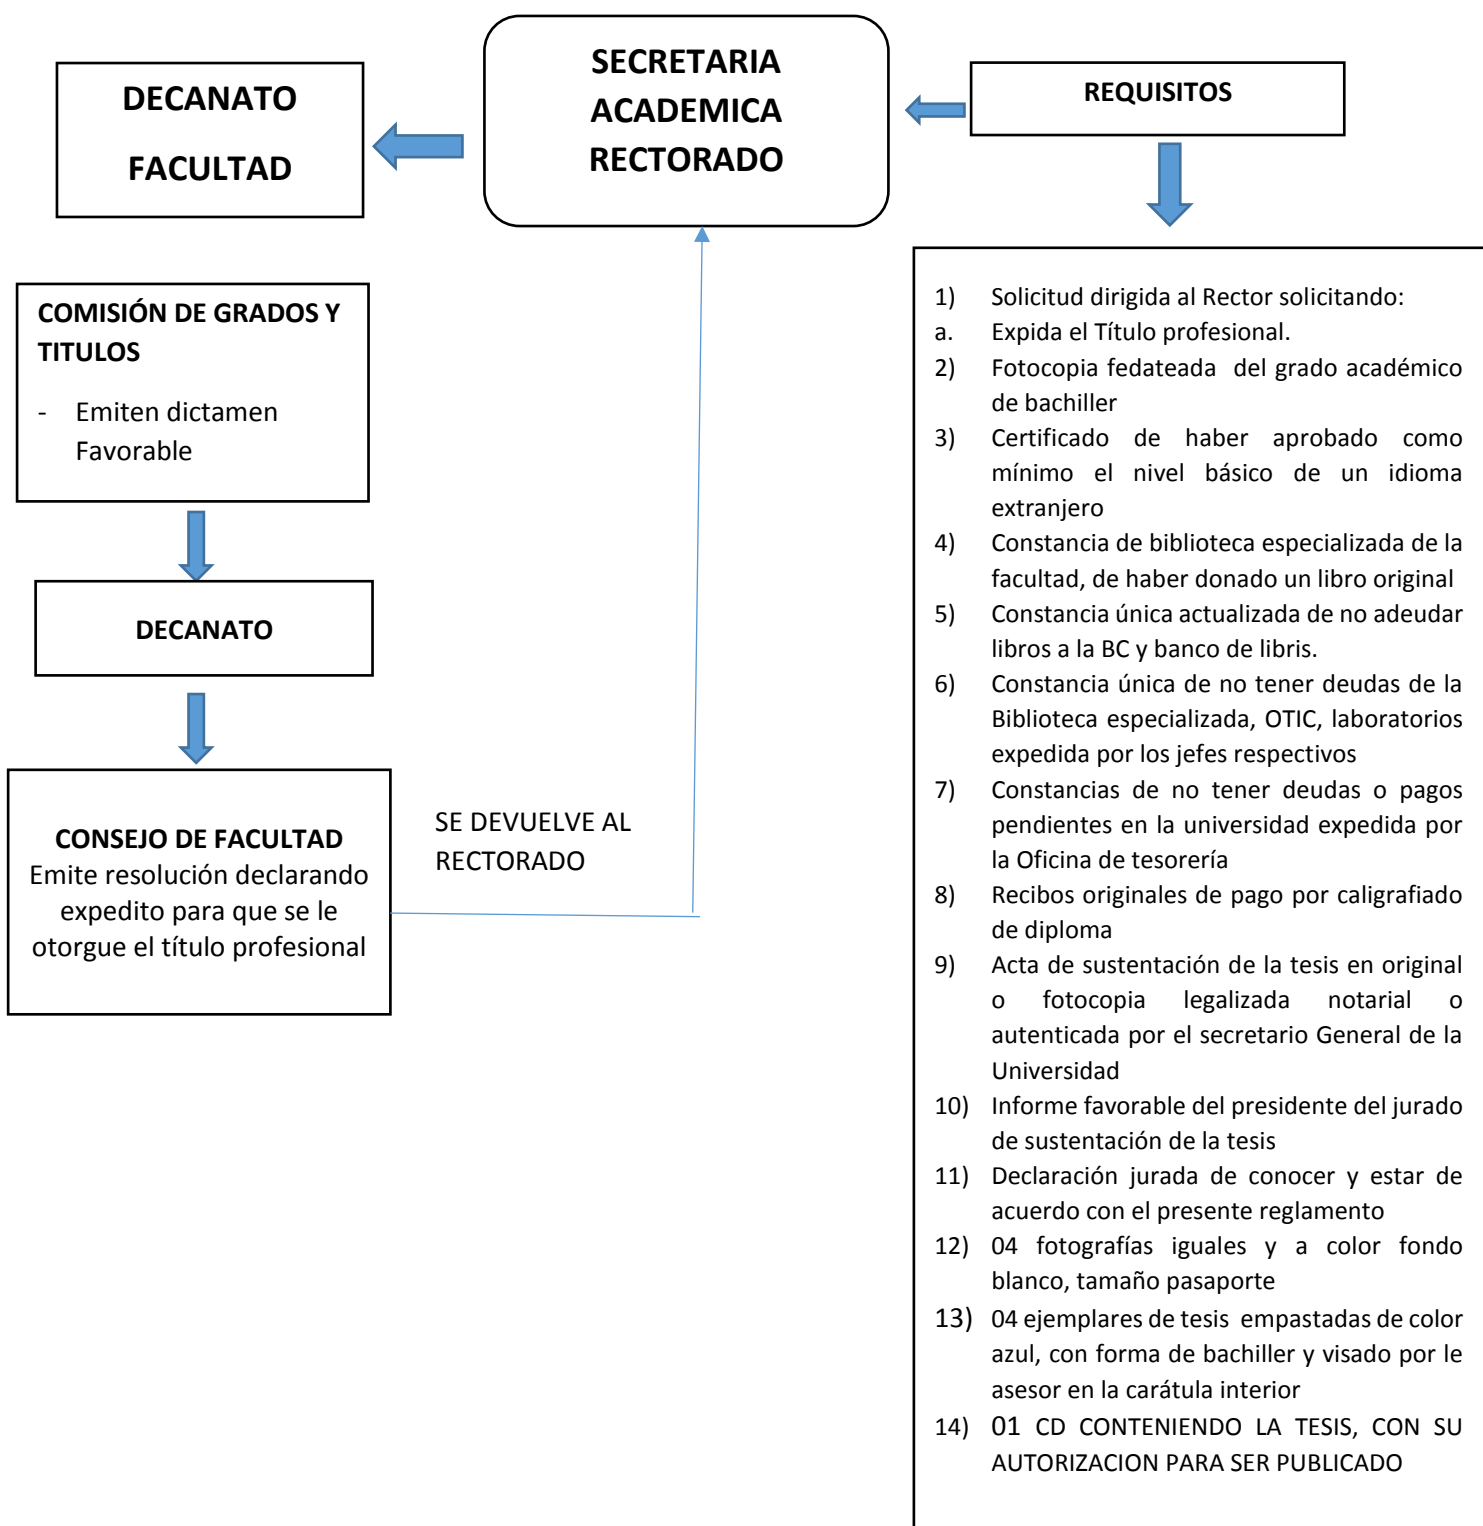 DECANATO
FACULTAD
SECRETARIA
ACADEMICA
RECTORADO
REQUISITOS
COMISIÓN DE GRADOS Y
TITULOS
- Emiten dictamen
Favorable
DECANATO
CONSEJO DE FACULTAD
Emite resolución declarando
expedito para que se le
otorgue el título profesional
SE DEVUELVE AL
RECTORADO
1) Solicitud dirigida al Rector solicitando:
a. Expida el Título profesional.
2) Fotocopia fedateada del grado académico
de bachiller
3) Certificado de haber aprobado como
mínimo el nivel básico de un idioma
extranjero
4) Constancia de biblioteca especializada de la
facultad, de haber donado un libro original
5) Constancia única actualizada de no adeudar
libros a la BC y banco de libris.
6) Constancia única de no tener deudas de la
Biblioteca especializada, OTIC, laboratorios
expedida por los jefes respectivos
7) Constancias de no tener deudas o pagos
pendientes en la universidad expedida por
la Oficina de tesorería
8) Recibos originales de pago por caligrafiado
de diploma
9) Acta de sustentación de la tesis en original
o fotocopia legalizada notarial o
autenticada por el secretario General de la
Universidad
10) Informe favorable del presidente del jurado
de sustentación de la tesis
11) Declaración jurada de conocer y estar de
acuerdo con el presente reglamento
12) 04 fotografías iguales y a color fondo
blanco, tamaño pasaporte
13) 04 ejemplares de tesis empastadas de color
azul, con forma de bachiller y visado por le
asesor en la carátula interior
14) 01 CD CONTENIENDO LA TESIS, CON SU
AUTORIZACION PARA SER PUBLICADO